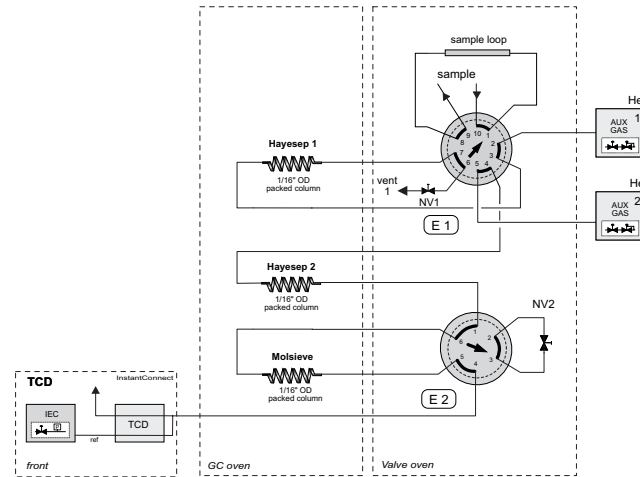 sample loop
sample
He
AUX 1
GAS
9 10 1
8 2
7 3
6 5 4
Hayesep 1
1/16" OD
packed column
vent
1
NV1
E 1
He
AUX 2
GAS
Hayesep 2
1/16" OD
packed column
NV2
1
6 2
5 3
4
Molsieve
1/16" OD
packed column
E 2
TCD
InstantConnect
IEC
P
TCD
ref
front
GC oven
Valve oven